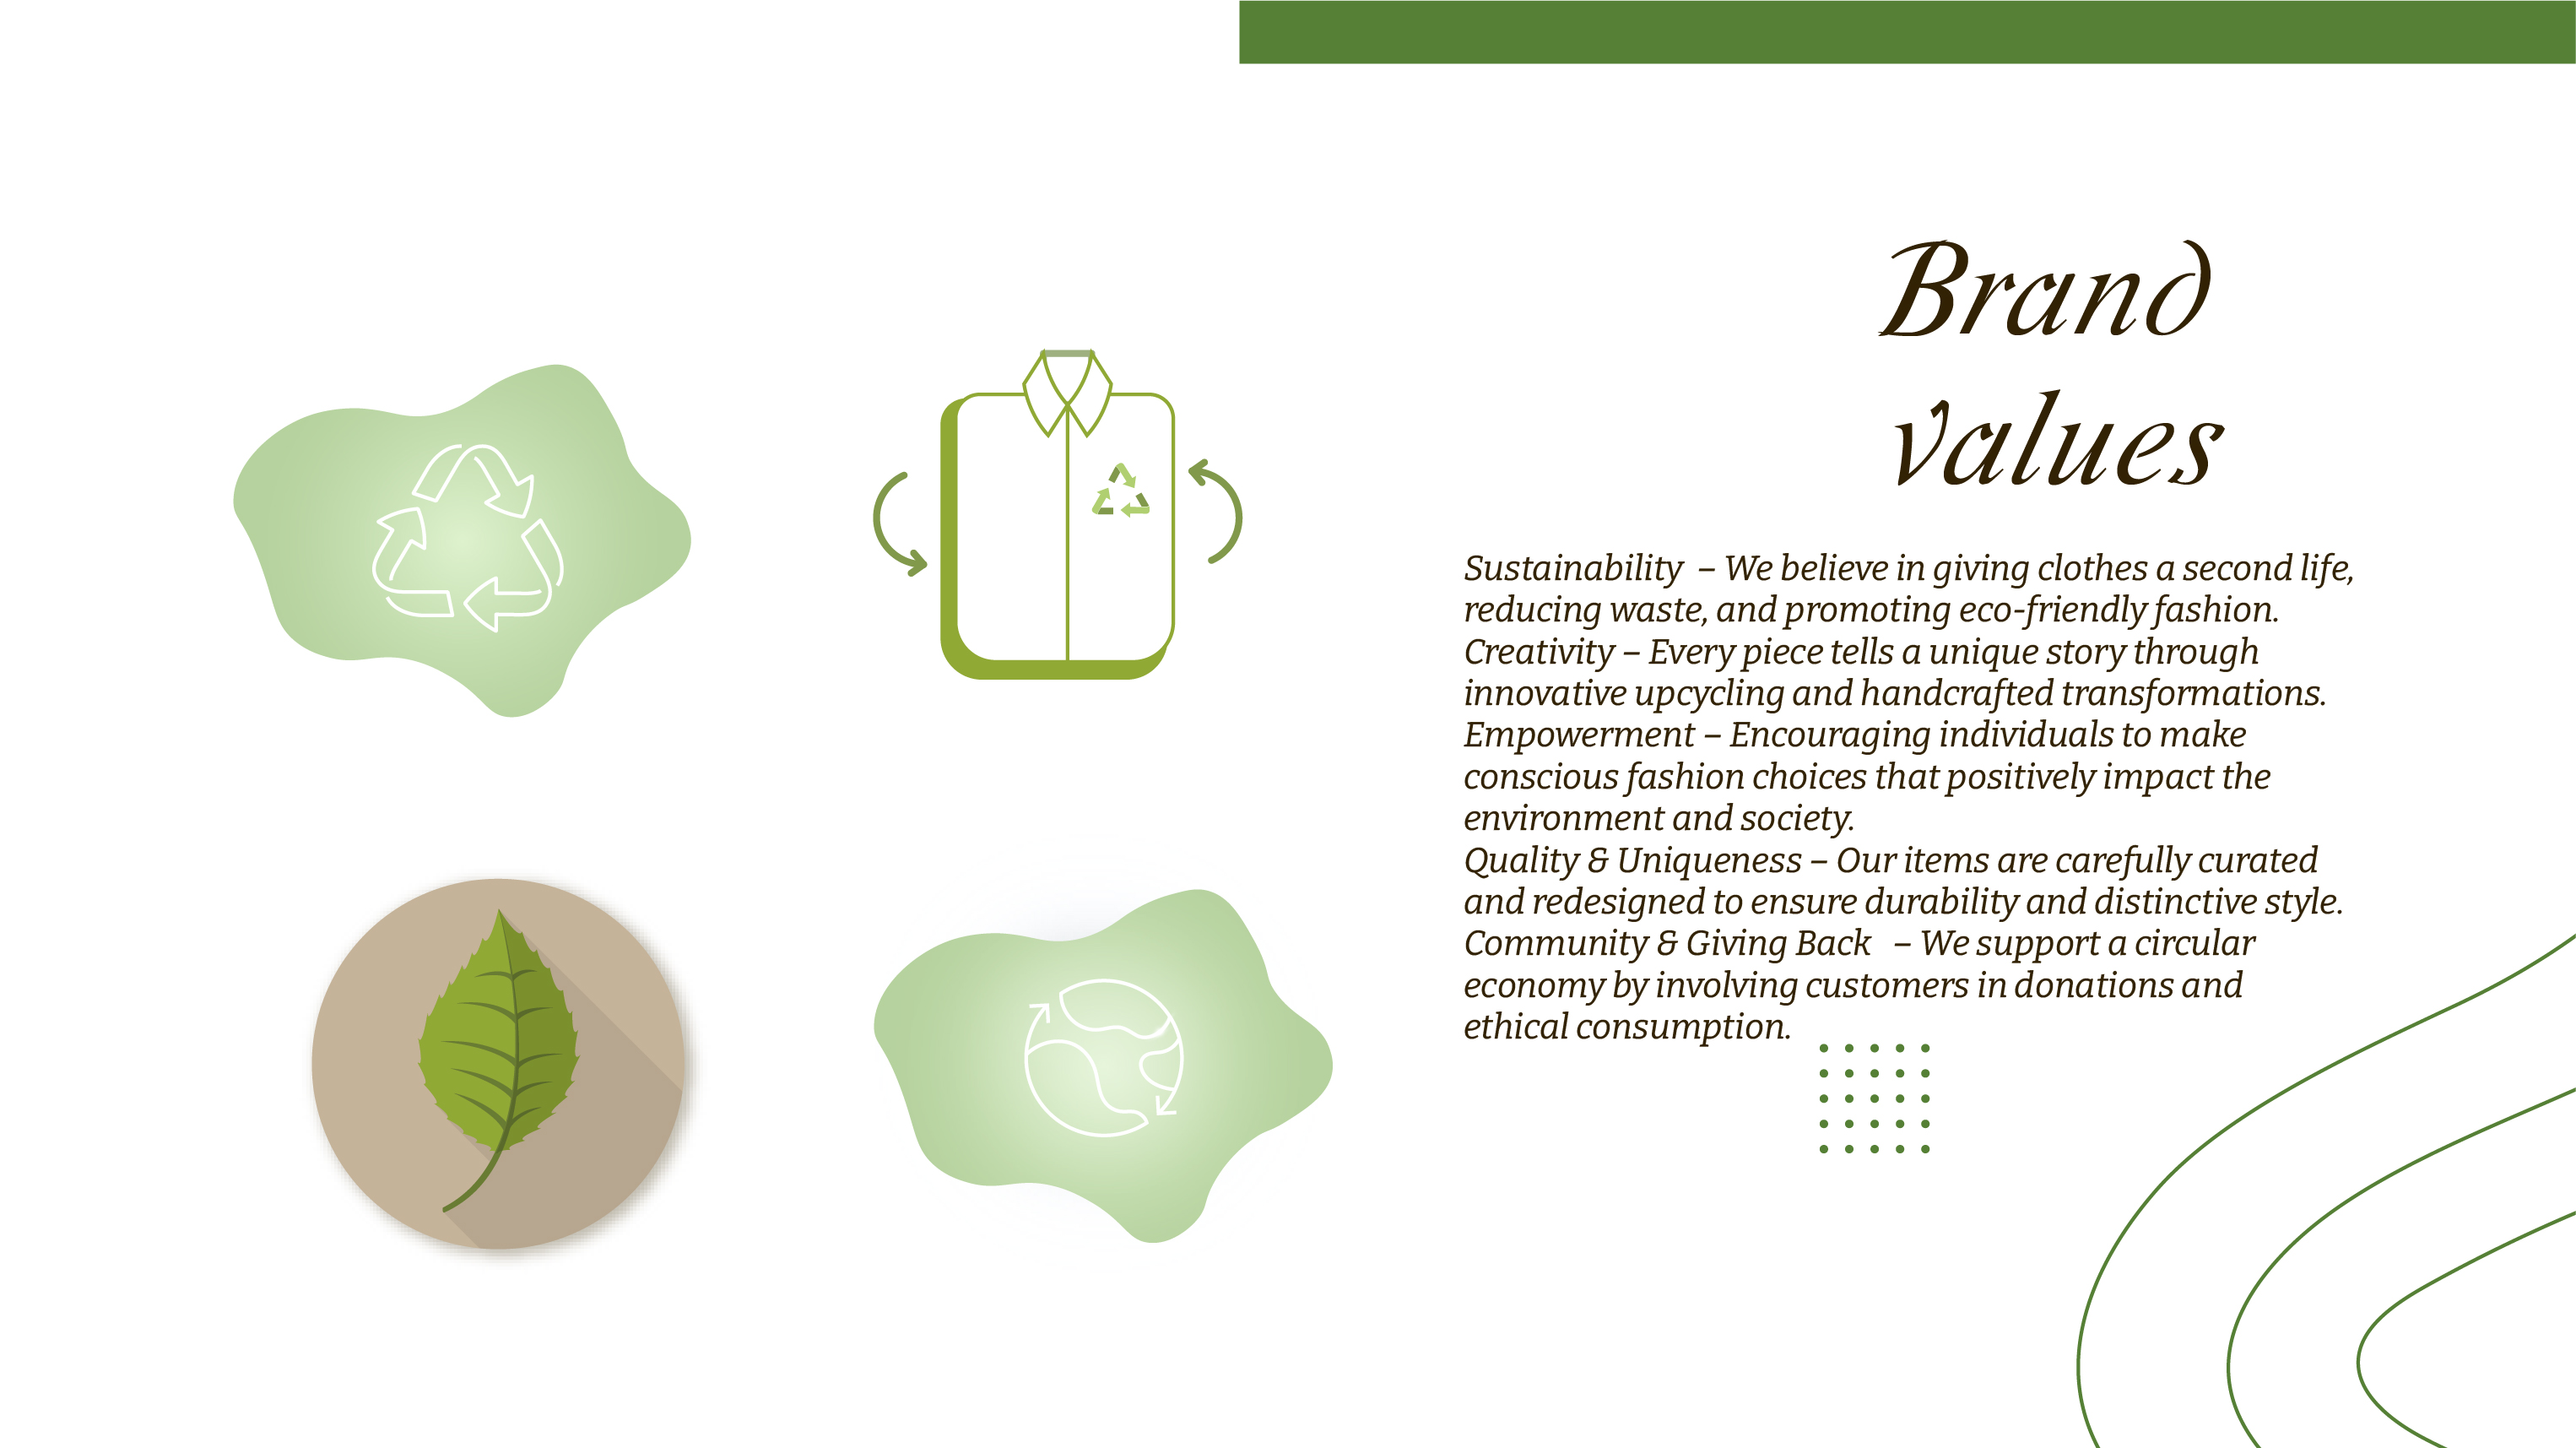 Brand
values
Sustainability – We believe in giving clothes a second life,
reducing waste, and promoting eco-friendly fashion.
Creativity – Every piece tells a unique story through
innovative upcycling and handcrafted transformations.
Empowerment – Encouraging individuals to make
conscious fashion choices that positively impact the
environment and society.
Quality & Uniqueness – Our items are carefully curated
and redesigned to ensure durability and distinctive style.
Community & Giving Back – We support a circular
economy by involving customers in donations and
ethical consumption.